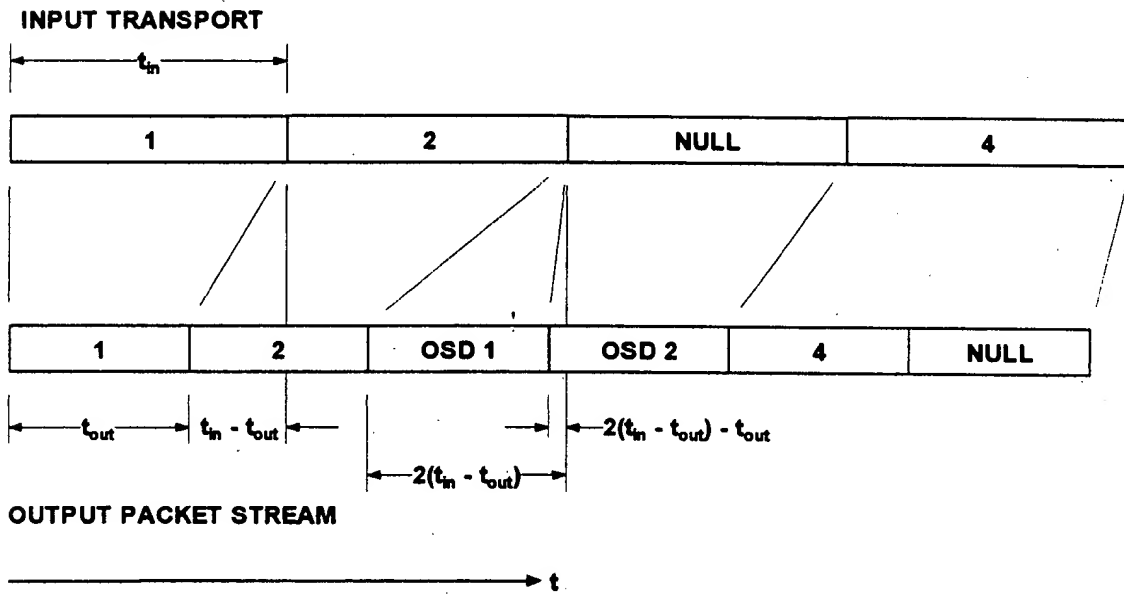 INPUT TRANSPORT
t_in
1 2 NULL 4
1 2 OSD 1 OSD 2 4 NULL
t_out t_in - t_out 2(t_in - t_out) - t_out
2(t_in - t_out)
OUTPUT PACKET STREAM
t